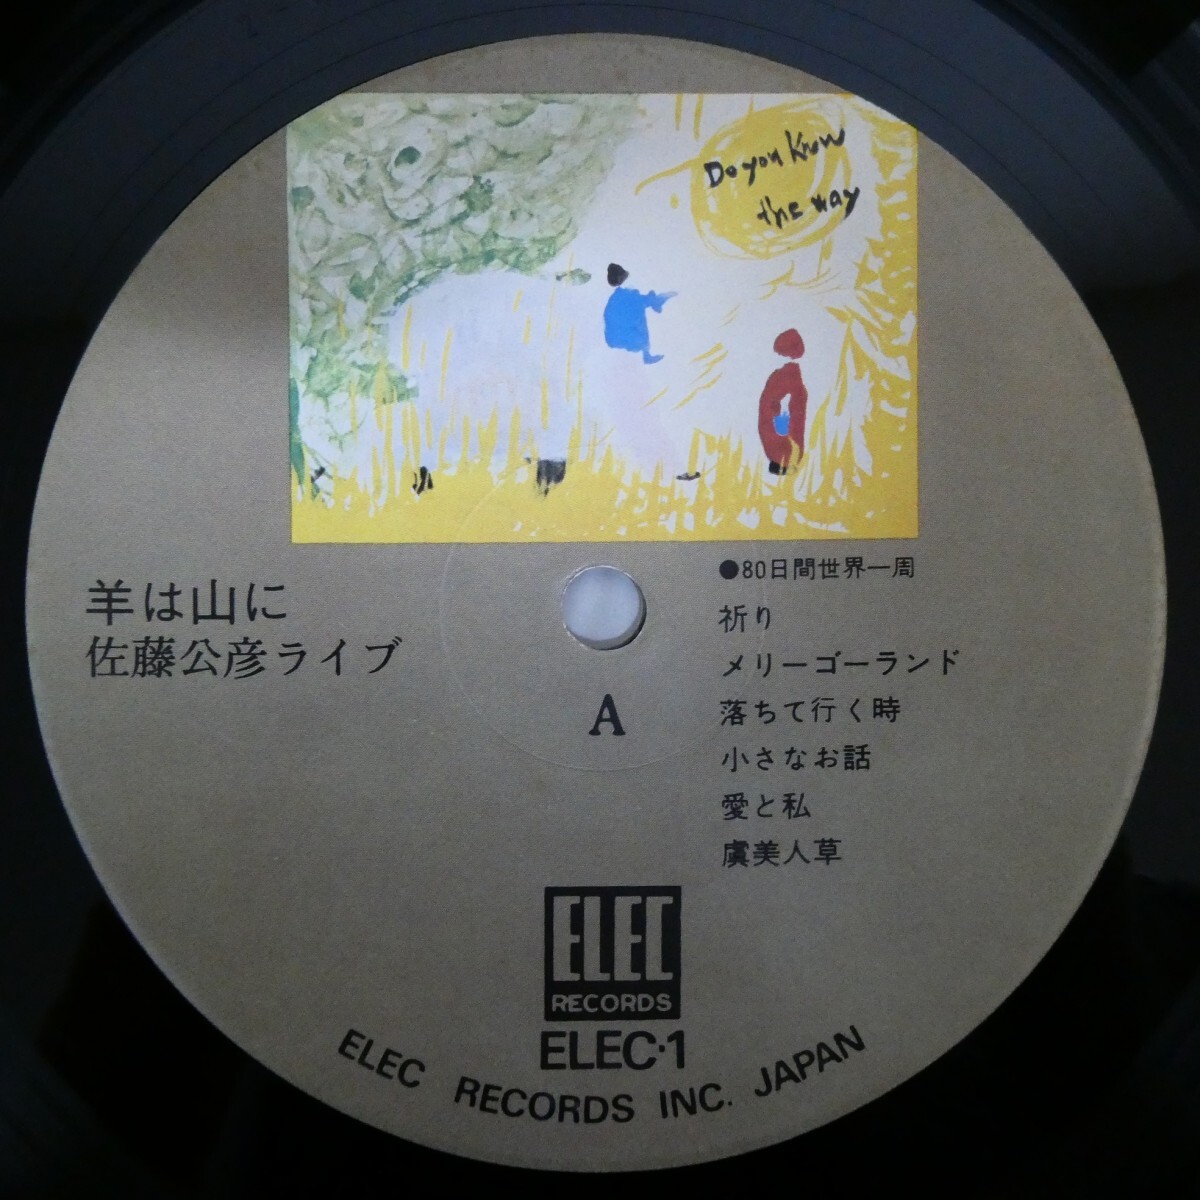 Do you Know
the way
羊は山に
佐藤公彦ライブ
A
●80日間世界一周
祈り
メリーゴーランド
落ちて行く時
小さなお話
愛と私
虞美人草
ELEC
RECORDS
ELEC·1
ELEC RECORDS INC. JAPAN